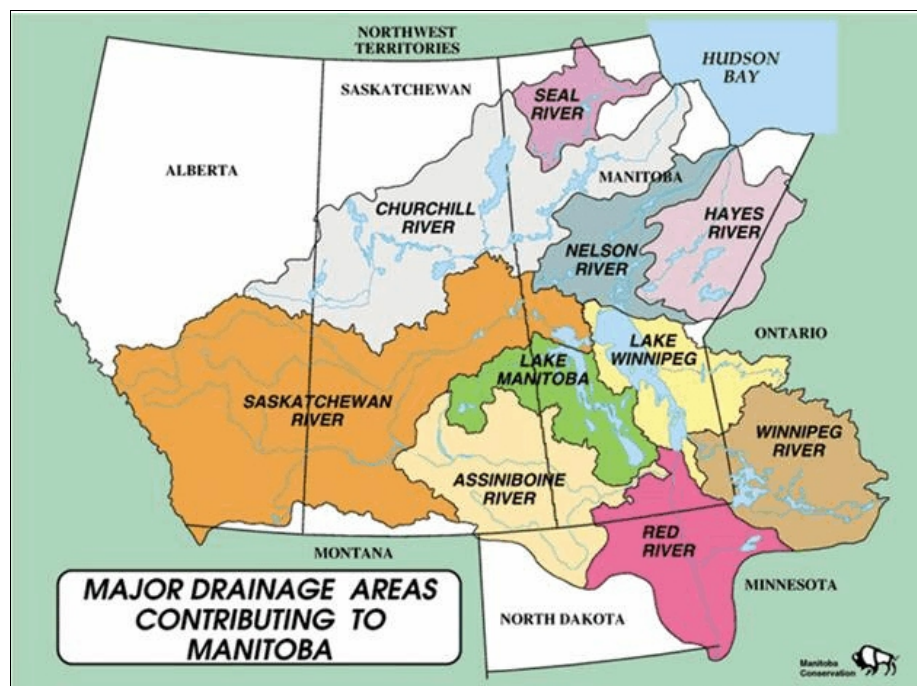 NORTHWEST
TERRITORIES
HUDSON
BAY
SASKATCHEWAN
SEAL
RIVER
ALBERTA
MANITOBA
CHURCHILL
RIVER
HAYES
RIVER
NELSON
RIVER
ONTARIO
LAKE
WINNIPEG
LAKE
MANITOBA
SASKATCHEWAN
RIVER
WINNIPEG
RIVER
ASSINIBOINE
RIVER
RED
RIVER
MONTANA
MINNESOTA
NORTH DAKOTA
MAJOR DRAINAGE AREAS
CONTRIBUTING TO
MANITOBA
Manitoba
Conservation